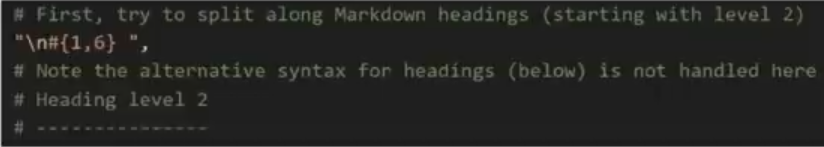 # First, try to split along Markdown headings (starting with level 2)
"\n#{1,6} ",
# Note the alternative syntax for headings (below) is not handled here
# Heading level 2
# ---------------